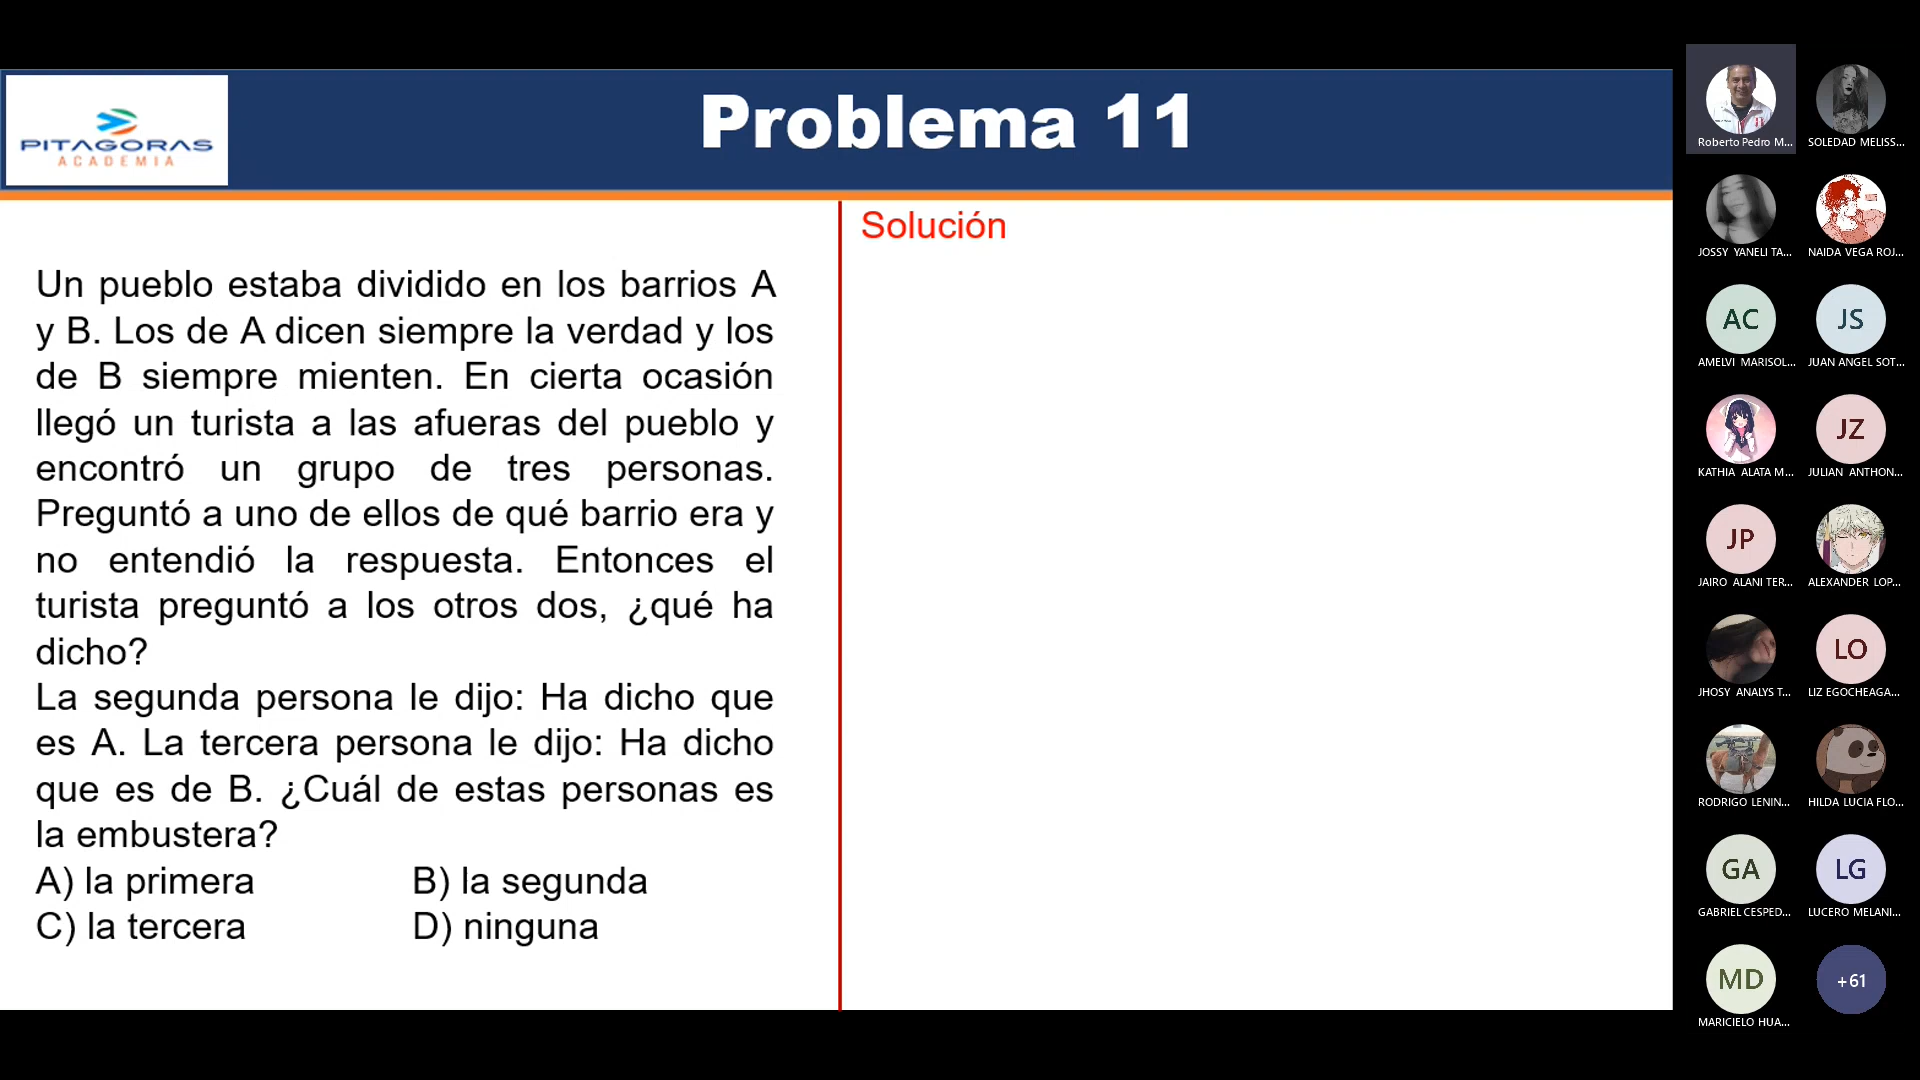 PITAGORAS
ACADEMIA
Problema 11
Solución
Un pueblo estaba dividido en los barrios A
y B. Los de A dicen siempre la verdad y los
de B siempre mienten. En cierta ocasión
llegó un turista a las afueras del pueblo y
encontró un grupo de tres personas.
Preguntó a uno de ellos de qué barrio era y
no entendió la respuesta. Entonces el
turista preguntó a los otros dos, ¿qué ha
dicho?
La segunda persona le dijo: Ha dicho que
es A. La tercera persona le dijo: Ha dicho
que es de B. ¿Cuál de estas personas es
la embustera?
A) la primera B) la segunda
C) la tercera D) ninguna
Roberto Pedro M... SOLEDAD MELISS...
JOSSY YANELI TA... NAIDA VEGA ROJ...
AC JS
AMELVI MARISOL... JUAN ANGEL SOT...
JZ
KATHIA ALATA M... JULIAN ANTHON...
JP
JAIRO ALANI TER... ALEXANDER LOP...
LO
JHOSY ANALYS T... LIZ EGOCHEAGA...
RODRIGO LENIN... HILDA LUCIA FLO...
GA LG
GABRIEL CESPED... LUCERO MELANI...
MD +61
MARICIELO HUA...